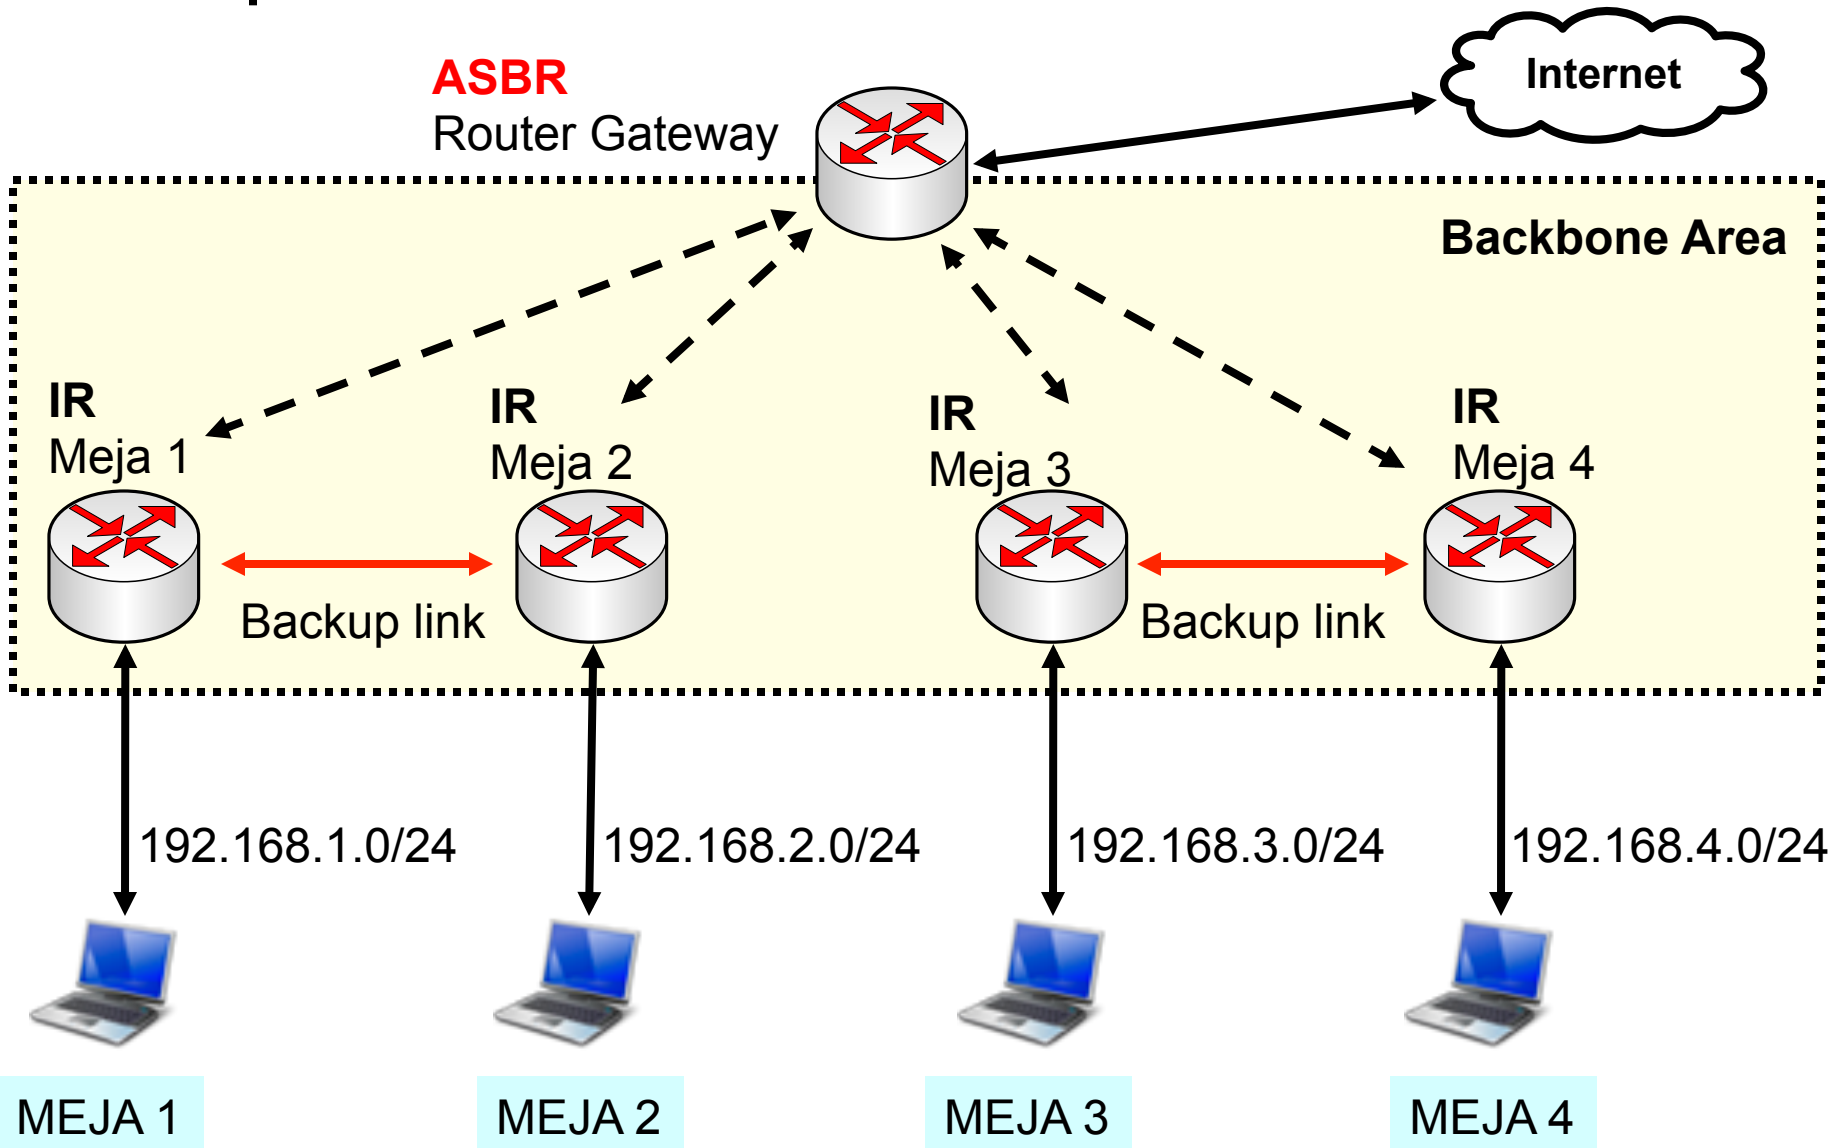 ASBR
Router Gateway
Internet
Backbone Area
IR
Meja 1
IR
Meja 2
IR
Meja 3
IR
Meja 4
Backup link
Backup link
192.168.1.0/24
192.168.2.0/24
192.168.3.0/24
192.168.4.0/24
MEJA 1
MEJA 2
MEJA 3
MEJA 4